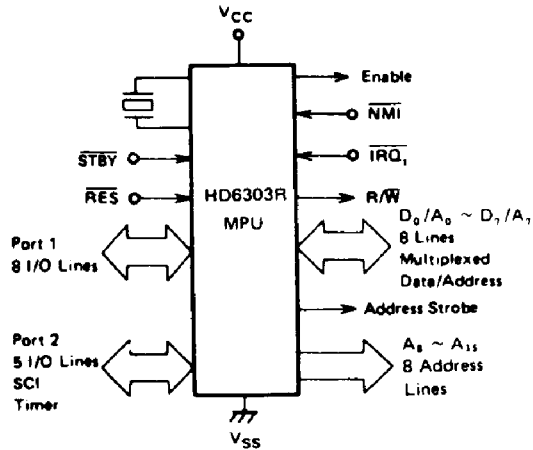 VCC
Enable
NMI
STBY
IRQ1
RES
HD6303R
MPU
R/W
Port 1
8 I/O Lines
D0/A0 ~ D7/A7
8 Lines
Multiplexed
Data/Address
Address Strobe
Port 2
5 I/O Lines
SCI
Timer
A8 ~ A15
8 Address
Lines
VSS